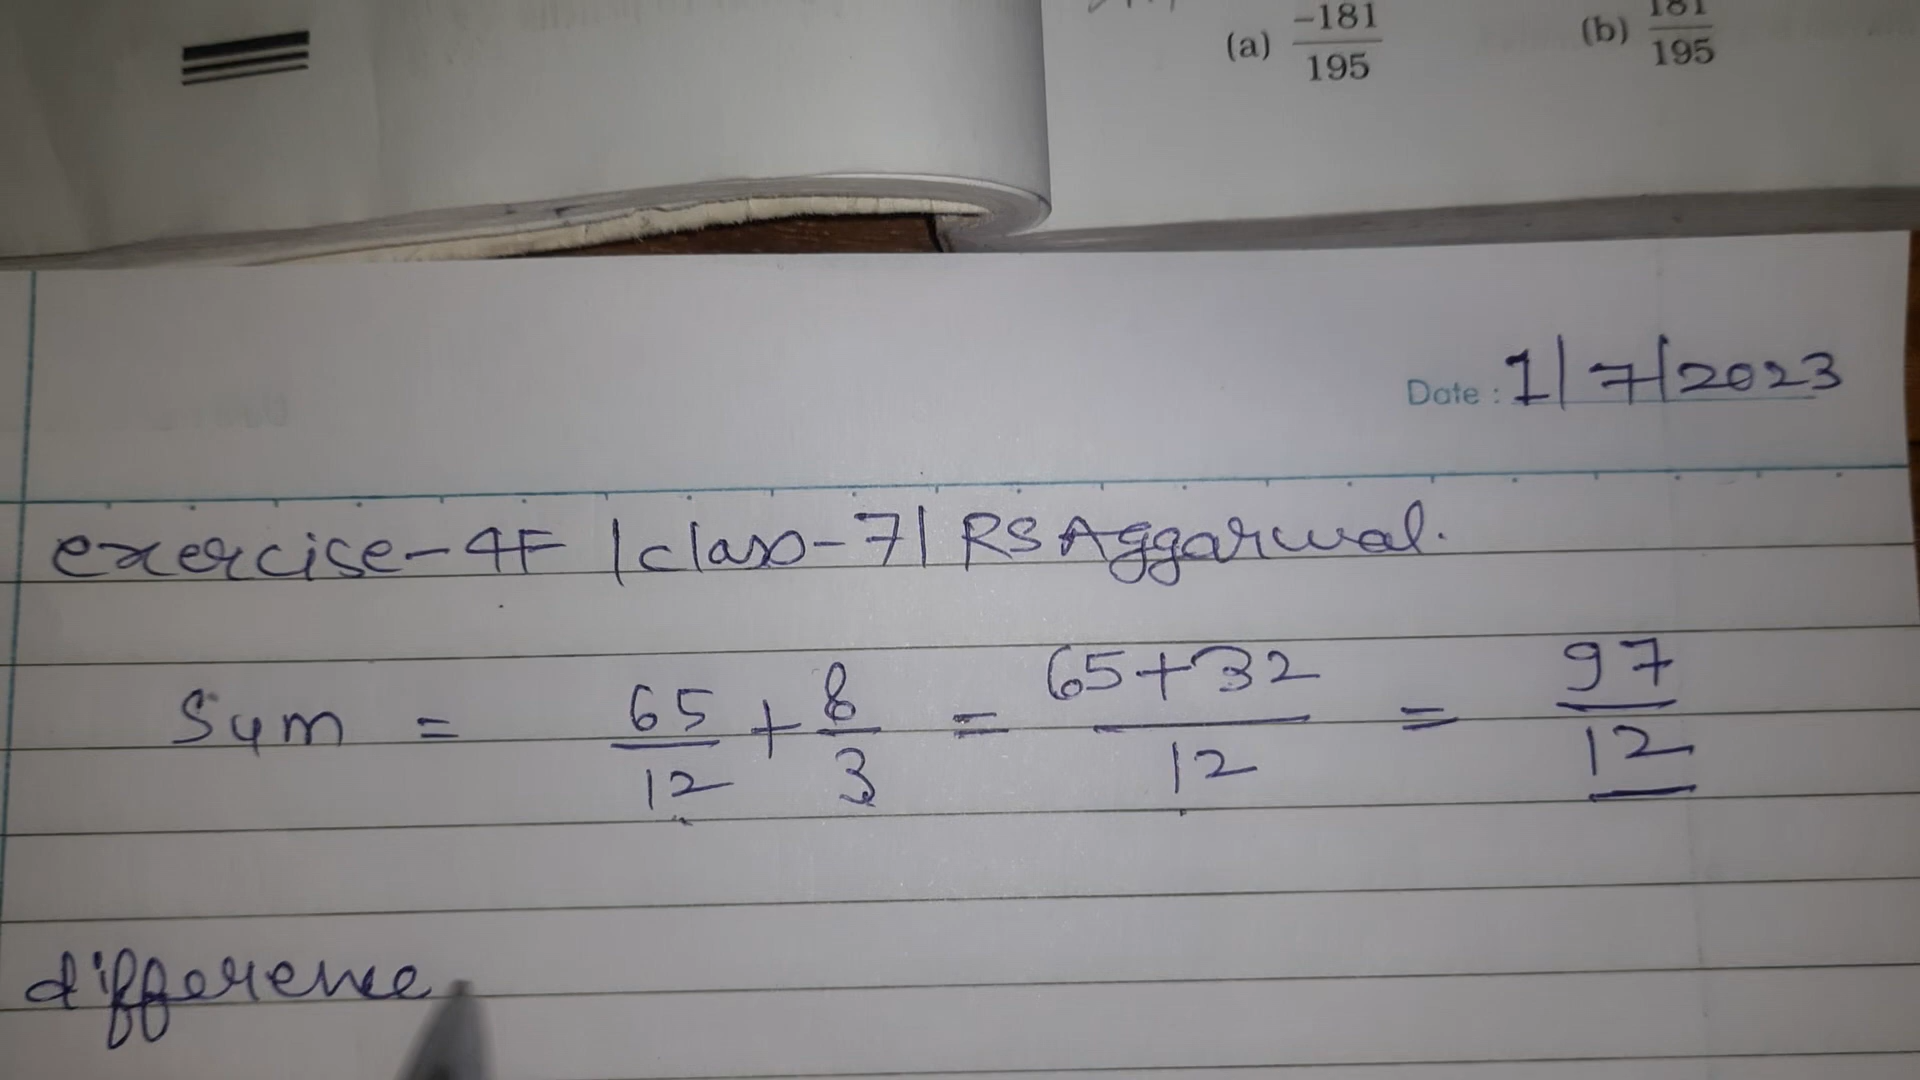 (a) -181/195 (b) 181/195
Date : 1/7/2023
exercise-4F |class-7| RS Aggarwal.
Sum = 65/12 + 8/3 = 65+32/12 = 97/12
difference